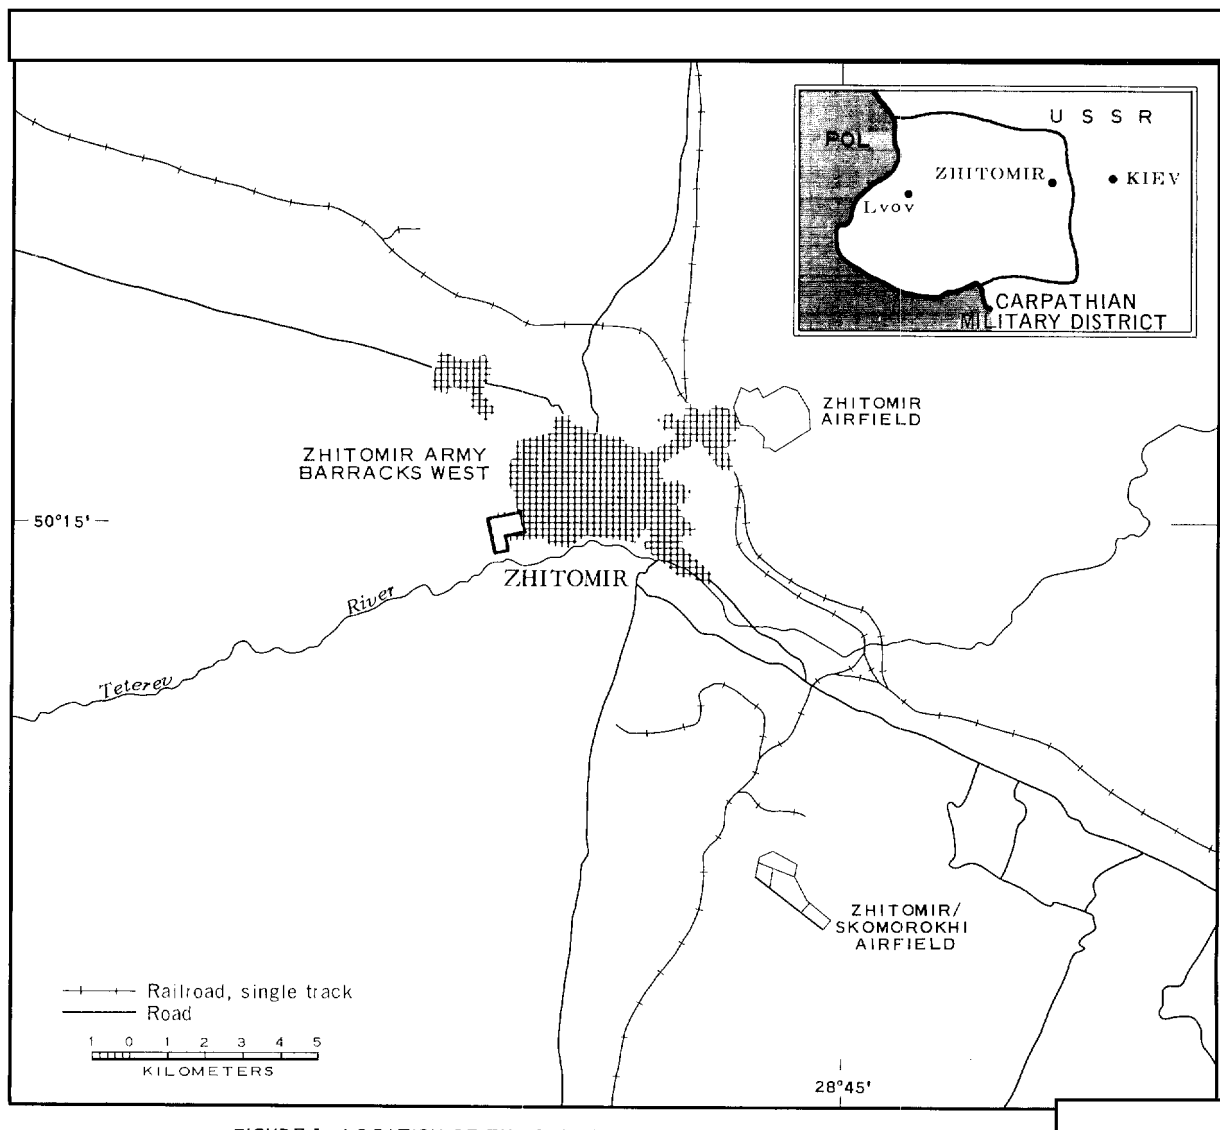 USSR
POL
ZHITOMIR
KIEV
Lvov
CARPATHIAN
MILITARY DISTRICT
ZHITOMIR
AIRFIELD
ZHITOMIR ARMY
BARRACKS WEST
50°15'
ZHITOMIR
Teterev River
ZHITOMIR/
SKOMOROKHI
AIRFIELD
Railroad, single track
Road
1 0 1 2 3 4 5
KILOMETERS
28°45'